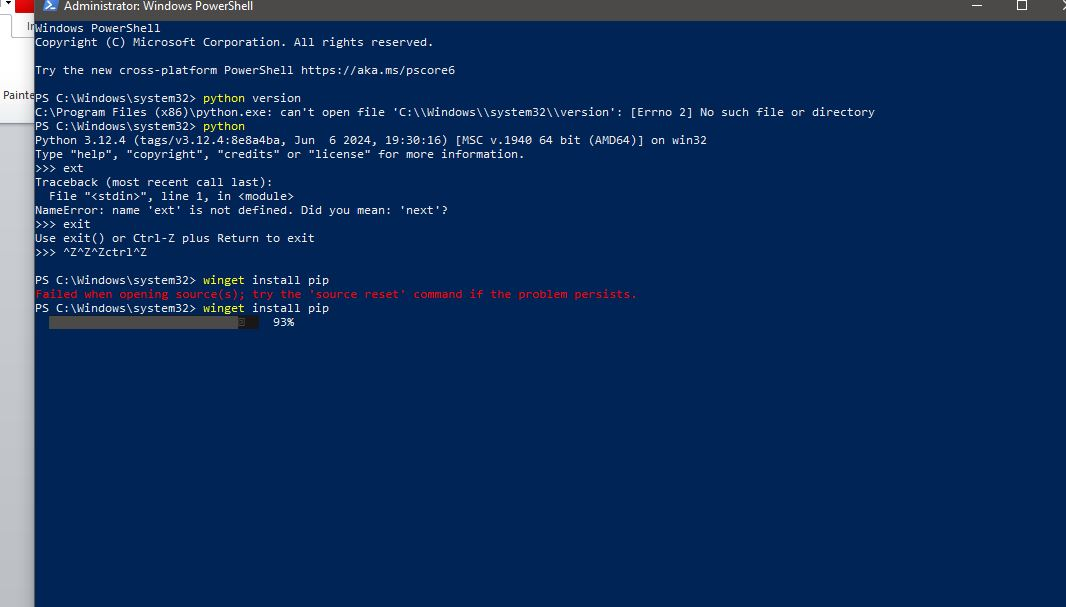 Administrator: Windows PowerShell
Windows PowerShell
Copyright (C) Microsoft Corporation. All rights reserved.
Try the new cross-platform PowerShell https://aka.ms/pscore6
PS C:\Windows\system32> python version
C:\Program Files (x86)\python.exe: can't open file 'C:\\Windows\\system32\\version': [Errno 2] No such file or directory
PS C:\Windows\system32> python
Python 3.12.4 (tags/v3.12.4:8e8a4ba, Jun  6 2024, 19:30:16) [MSC v.1940 64 bit (AMD64)] on win32
Type "help", "copyright", "credits" or "license" for more information.
>>> ext
Traceback (most recent call last):
  File "<stdin>", line 1, in <module>
NameError: name 'ext' is not defined. Did you mean: 'next'?
>>> exit
Use exit() or Ctrl-Z plus Return to exit
>>> ^Z^Z^Zctrl^Z
PS C:\Windows\system32> winget install pip
Failed when opening source(s); try the 'source reset' command if the problem persists.
PS C:\Windows\system32> winget install pip
93%
Painte